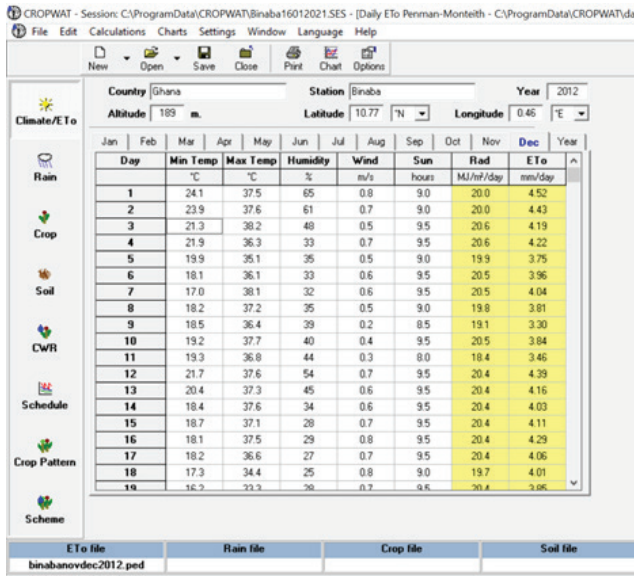 CROPWAT - Session: C:\ProgramData\CROPWAT\Binaba16012021.SES - [Daily ETo Penman-Monteith - C:\ProgramData\CROPWAT\da
File Edit Calculations Charts Settings Window Language Help
New Open Save Close Print Chart Options
Country Ghana Station Binaba Year 2012
Altitude 189 m. Latitude 10.77 °N Longitude 0.46 °E
Climate/ETo
Rain
Crop
Soil
CWR
Schedule
Crop Pattern
Scheme
Jan Feb Mar Apr May Jun Jul Aug Sep Oct Nov Dec Year
Day Min Temp Max Temp Humidity Wind Sun Rad ETo
°C °C % m/s hours MJ/m²/day mm/day
1 24.1 37.5 65 0.8 9.0 20.0 4.52
2 23.9 37.6 61 0.7 9.0 20.0 4.43
3 21.3 38.2 48 0.5 9.5 20.6 4.19
4 21.9 36.3 33 0.7 9.5 20.6 4.22
5 19.9 35.1 35 0.5 9.0 19.9 3.75
6 18.1 36.1 33 0.6 9.5 20.5 3.96
7 17.0 38.1 32 0.6 9.5 20.5 4.04
8 18.2 37.2 35 0.5 9.0 19.8 3.81
9 18.5 36.4 39 0.2 8.5 19.1 3.30
10 19.2 37.7 40 0.4 9.5 20.5 3.84
11 19.3 36.8 44 0.3 8.0 18.4 3.46
12 21.7 37.6 54 0.7 9.5 20.4 4.39
13 20.4 37.3 45 0.6 9.5 20.4 4.16
14 18.4 37.6 34 0.6 9.5 20.4 4.03
15 18.7 37.1 28 0.7 9.5 20.4 4.11
16 18.1 37.5 29 0.8 9.5 20.4 4.29
17 18.2 36.6 27 0.7 9.5 20.4 4.06
18 17.3 34.4 25 0.8 9.0 19.7 4.01
19 16.2 33.3 28 0.7 9.5 20.4 3.85
ETo file Rain file Crop file Soil file
binabanovdec2012.ped